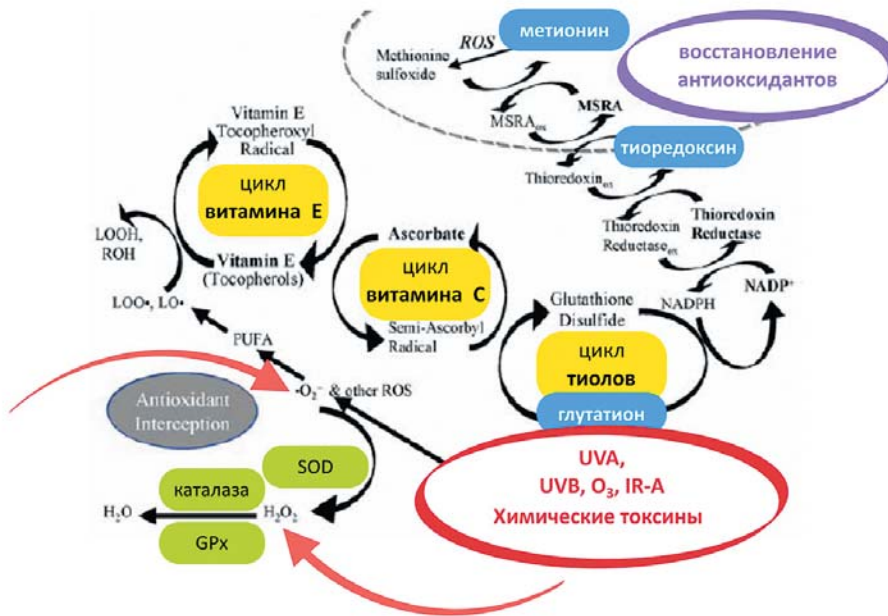 ROS
метионин
Methionine
sulfoxide
восстановление
антиоксидантов
MSRA
MSRAox
тиоредоксин
Thioredoxinox
Thioredoxin
Reductaseox
Thioredoxin
Reductase
NADPH
NADP+
Vitamin E
Tocopheroxyl
Radical
цикл
витамина E
Vitamin E
(Tocopherols)
LOOH,
ROH
LOO•, LO•
Ascorbate
цикл
витамина C
Semi-Ascorbyl
Radical
Glutathione
Disulfide
цикл
тиолов
глутатион
PUFA
•O2− & other ROS
Antioxidant
Interception
SOD
каталаза
H2O
H2O2
GPx
UVA,
UVB, O3, IR-A
Химические токсины